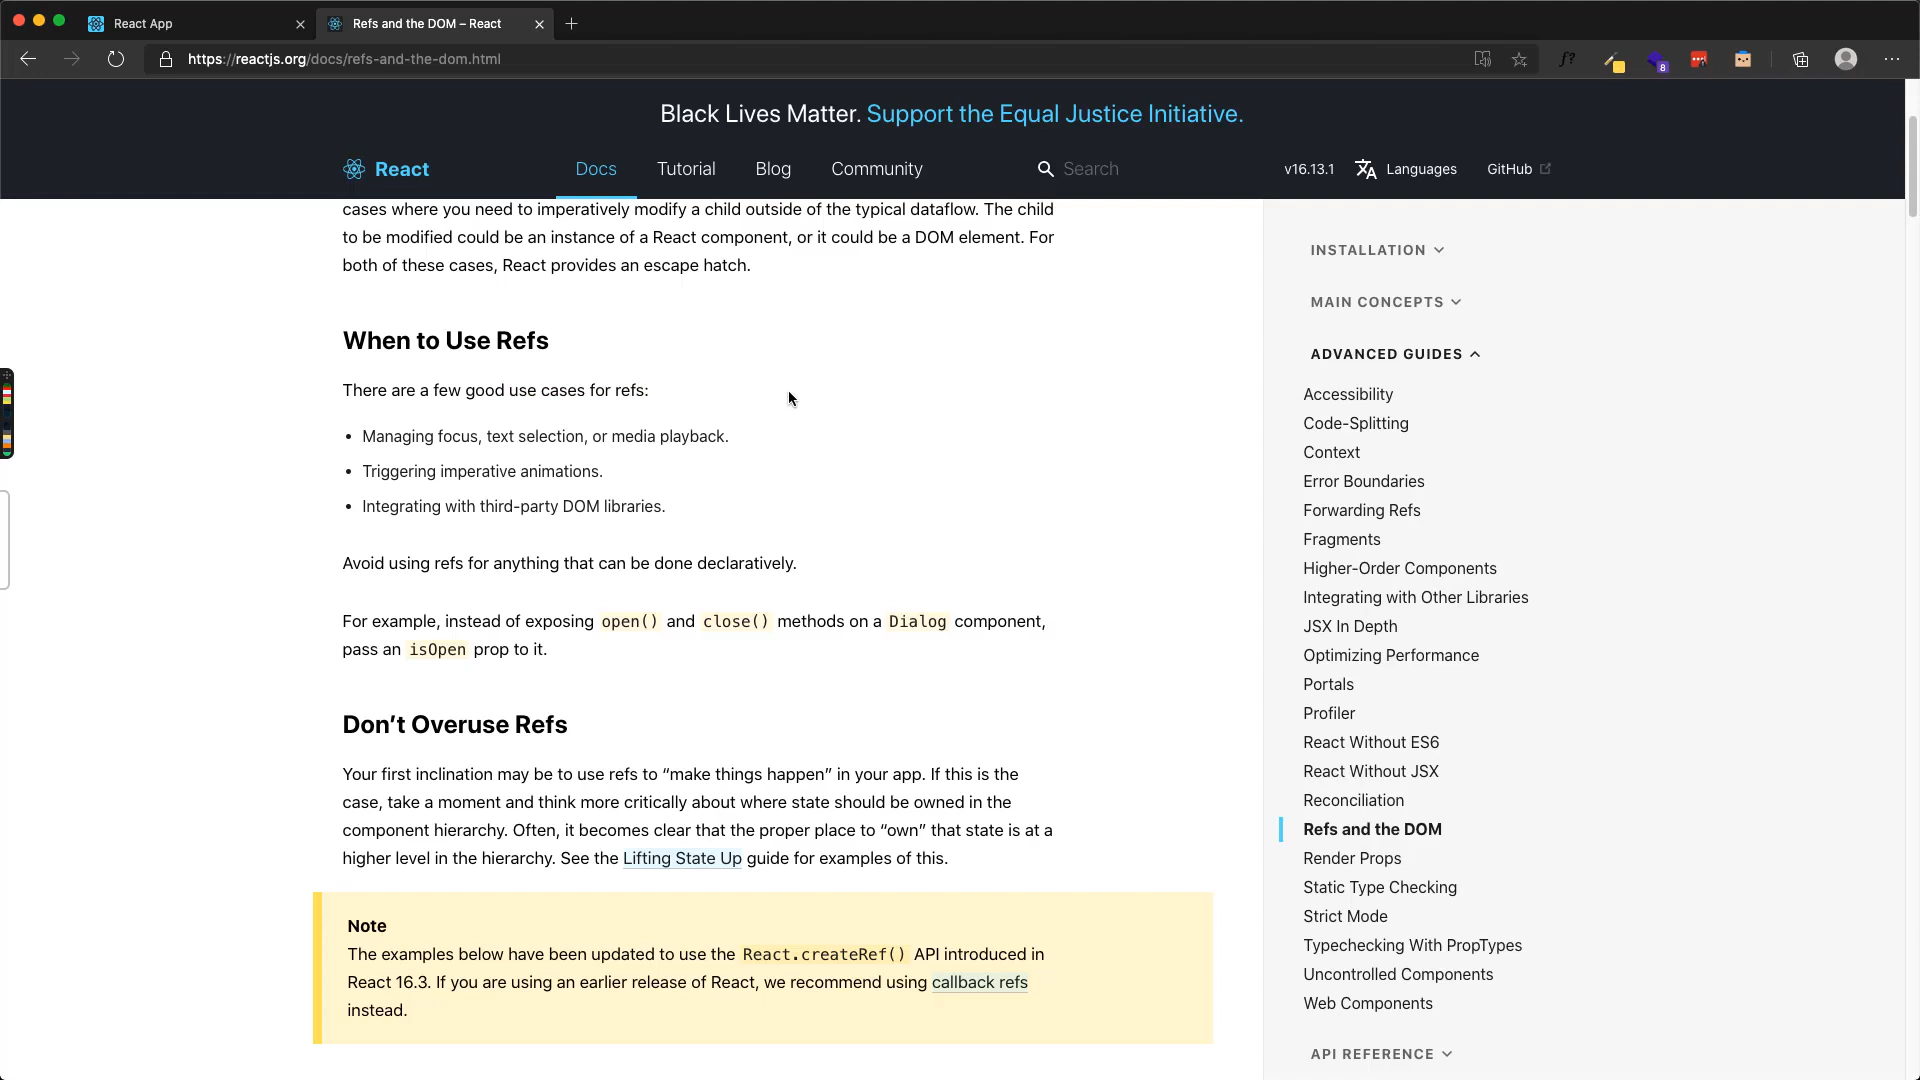 React App
Refs and the DOM – React
https://reactjs.org/docs/refs-and-the-dom.html
f?
8
Black Lives Matter. Support the Equal Justice Initiative.
React
Docs
Tutorial
Blog
Community
Search
v16.13.1
Languages
GitHub
cases where you need to imperatively modify a child outside of the typical dataflow. The child
to be modified could be an instance of a React component, or it could be a DOM element. For
both of these cases, React provides an escape hatch.
When to Use Refs
There are a few good use cases for refs:
• Managing focus, text selection, or media playback.
• Triggering imperative animations.
• Integrating with third-party DOM libraries.
Avoid using refs for anything that can be done declaratively.
For example, instead of exposing open() and close() methods on a Dialog component,
pass an isOpen prop to it.
Don’t Overuse Refs
Your first inclination may be to use refs to “make things happen” in your app. If this is the
case, take a moment and think more critically about where state should be owned in the
component hierarchy. Often, it becomes clear that the proper place to “own” that state is at a
higher level in the hierarchy. See the Lifting State Up guide for examples of this.
Note
The examples below have been updated to use the React.createRef() API introduced in
React 16.3. If you are using an earlier release of React, we recommend using callback refs
instead.
INSTALLATION
MAIN CONCEPTS
ADVANCED GUIDES
Accessibility
Code-Splitting
Context
Error Boundaries
Forwarding Refs
Fragments
Higher-Order Components
Integrating with Other Libraries
JSX In Depth
Optimizing Performance
Portals
Profiler
React Without ES6
React Without JSX
Reconciliation
Refs and the DOM
Render Props
Static Type Checking
Strict Mode
Typechecking With PropTypes
Uncontrolled Components
Web Components
API REFERENCE